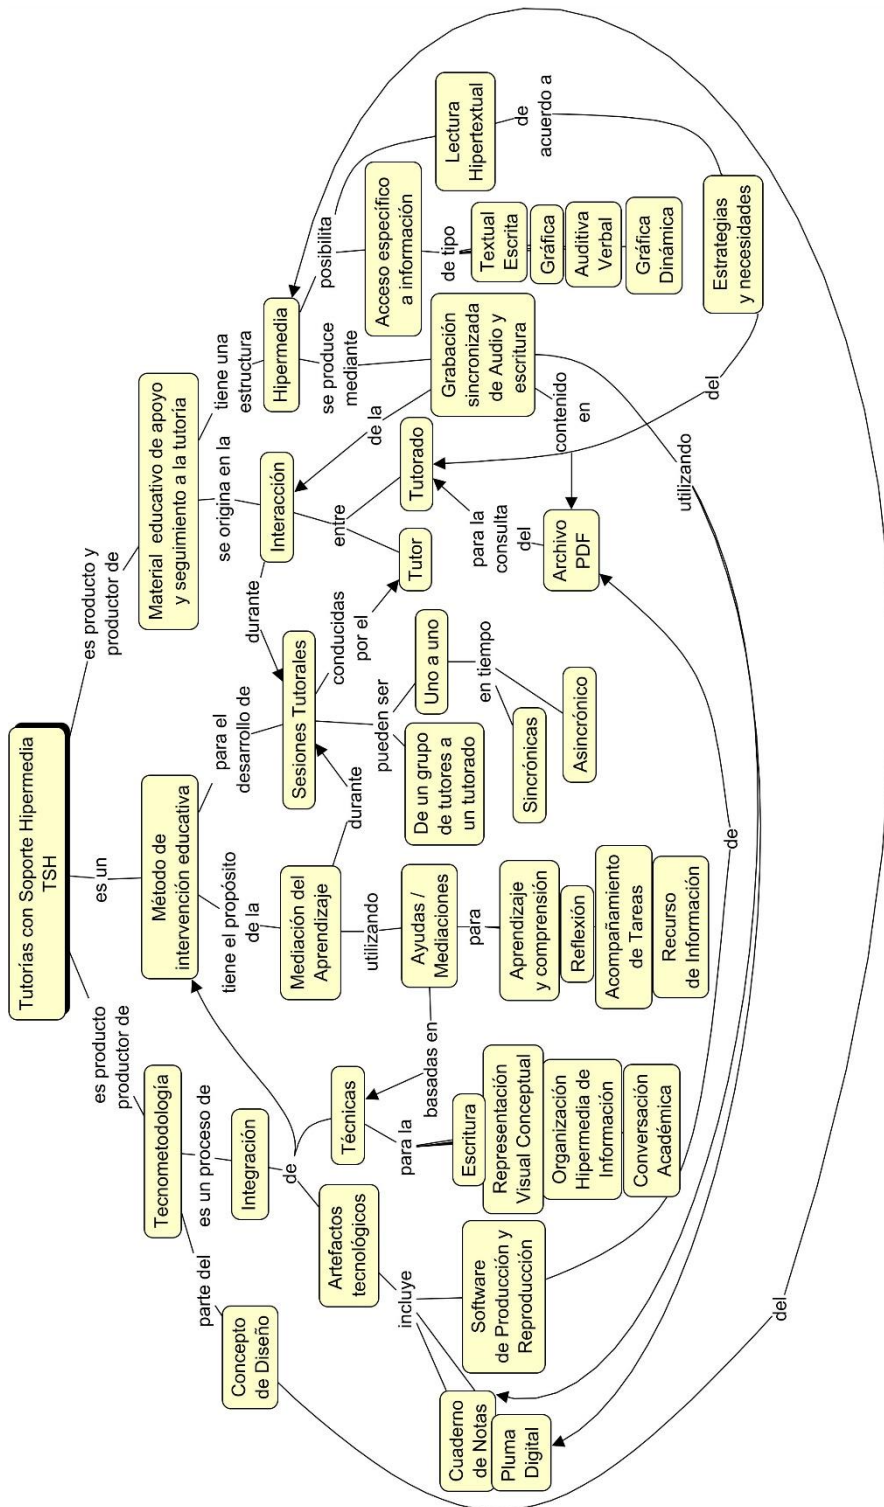 Tutorías con Soporte Hipermedia
TSH
es producto
productor de
es un
es producto y
productor de
Tecnometodología
Método de
intervención educativa
Material educativo de apoyo
y seguimiento a la tutoría
parte del
es un proceso de
tiene el propósito
de la
para el
desarrollo de
se origina en la
tiene una
estructura
Concepto
de Diseño
Integración
Mediación del
Aprendizaje
Sesiones Tutorales
durante
Interacción
Hipermedia
de
Artefactos
tecnológicos
Técnicas
utilizando
durante
conducidas
por el
entre
de la
se produce
mediante
posibilita
incluye
para la
basadas en
Ayudas /
Mediaciones
pueden ser
De un grupo
de tutores a
un tutorado
Uno a uno
Tutor
Tutorado
Grabación
sincronizada
de Audio y
escritura
Acceso específico
a información
Lectura
Hipertextual
Cuaderno
de Notas
Pluma
Digital
Software
de Producción y
Reproducción
Escritura
Representación
Visual Conceptual
Organización
Hipermedia de
Información
Conversación
Académica
para
Aprendizaje
y comprensión
Reflexión
Acompañamiento
de Tareas
Recurso
de Información
en tiempo
Sincrónicas
Asincrónico
para la
consulta
del
Archivo
PDF
contenido
en
de tipo
Textual
Escrita
Gráfica
Auditiva
Verbal
Gráfica
Dinámica
de
acuerdo a
Estrategias
y necesidades
del
utilizando
de
del